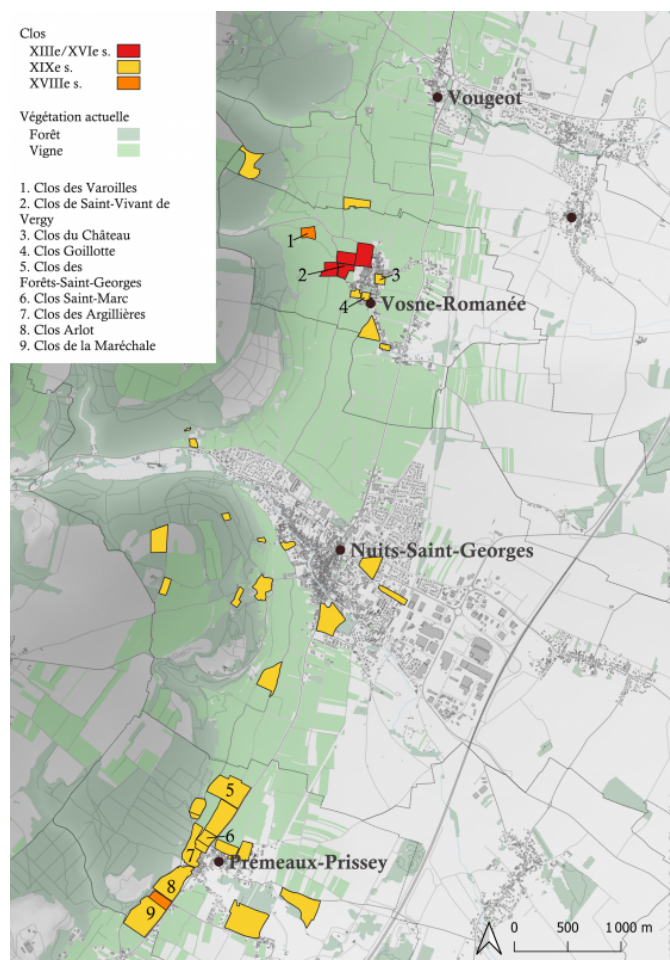 Clos
XIIIe/XVIe s.
XIXe s.
XVIIIe s.
Végétation actuelle
Forêt
Vigne
1. Clos des Varoilles
2. Clos de Saint-Vivant de
Vergy
3. Clos du Château
4. Clos Goillotte
5. Clos des
Forêts-Saint-Georges
6. Clos Saint-Marc
7. Clos des Argillières
8. Clos Arlot
9. Clos de la Maréchale
Vougeot
1
2
3
4
Vosne-Romanée
Nuits-Saint-Georges
5
6
7
Prémeaux-Prissey
8
9
0 500 1 000 m